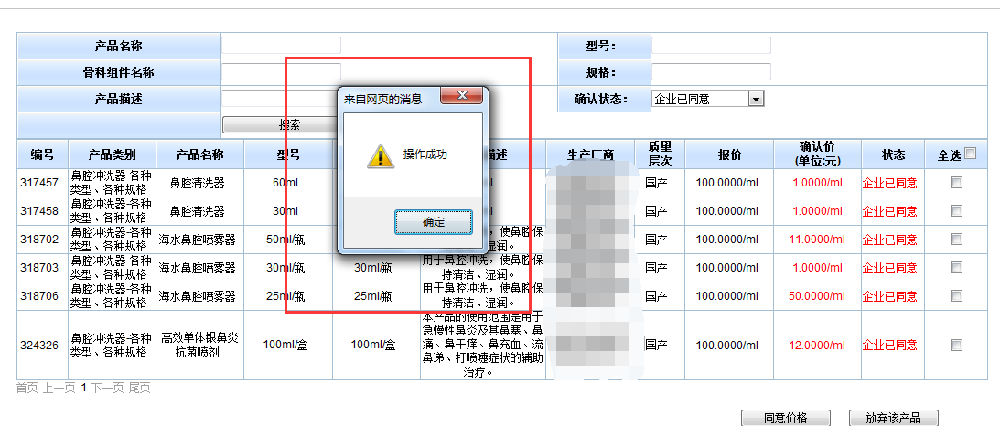 产品名称 型号：
骨科组件名称 规格：
产品描述 确认状态： 企业已同意
搜索
来自网页的消息
操作成功
确定
编号 产品类别 产品名称 型号 描述 生产厂商 质量层次 报价 确认价(单位:元) 状态 全选
317457 鼻腔冲洗器-各种类型、各种规格 鼻腔清洗器 60ml 国产 100.0000/ml 1.0000/ml 企业已同意
317458 鼻腔冲洗器-各种类型、各种规格 鼻腔清洗器 30ml 国产 100.0000/ml 1.0000/ml 企业已同意
318702 鼻腔冲洗器-各种类型、各种规格 海水鼻腔喷雾器 50ml/瓶 ，使鼻腔保 湿润。 国产 100.0000/ml 11.0000/ml 企业已同意
318703 鼻腔冲洗器-各种类型、各种规格 海水鼻腔喷雾器 30ml/瓶 30ml/瓶 用于鼻腔冲洗，使鼻腔保持清洁、湿润。 国产 100.0000/ml 1.0000/ml 企业已同意
318706 鼻腔冲洗器-各种类型、各种规格 海水鼻腔喷雾器 25ml/瓶 25ml/瓶 用于鼻腔冲洗，使鼻腔保持清洁、湿润。 国产 100.0000/ml 50.0000/ml 企业已同意
324326 鼻腔冲洗器-各种类型、各种规格 高效单体银鼻炎抗菌喷剂 100ml/盒 100ml/盒 本产品的使用范围是用于急慢性鼻炎及其鼻塞、鼻痛、鼻干痒、鼻充血、流鼻涕、打喷嚏症状的辅助治疗。 国产 100.0000/ml 12.0000/ml 企业已同意
首页 上一页 1 下一页 尾页
同意价格 放弃该产品